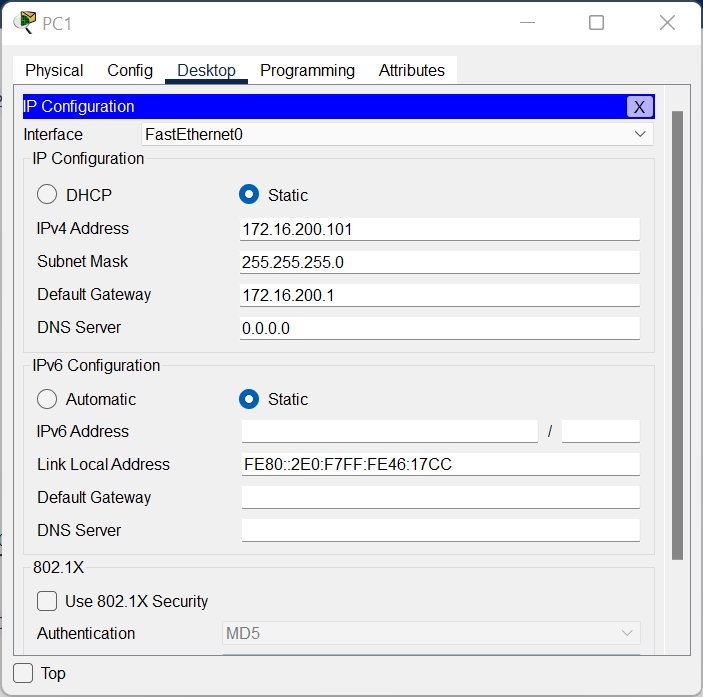 PC1
Physical Config Desktop Programming Attributes
IP Configuration X
Interface FastEthernet0
IP Configuration
DHCP Static
IPv4 Address 172.16.200.101
Subnet Mask 255.255.255.0
Default Gateway 172.16.200.1
DNS Server 0.0.0.0
IPv6 Configuration
Automatic Static
IPv6 Address /
Link Local Address FE80::2E0:F7FF:FE46:17CC
Default Gateway
DNS Server
802.1X
Use 802.1X Security
Authentication MD5
Top